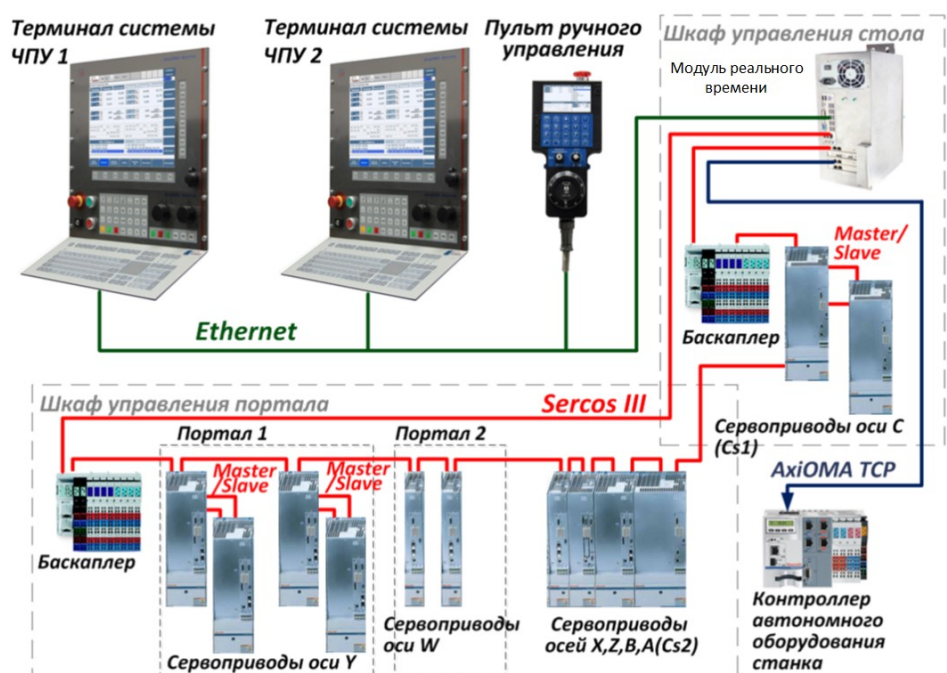 Терминал системы
ЧПУ 1
Терминал системы
ЧПУ 2
Пульт ручного
управления
Шкаф управления стола
Модуль реального
времени
Master/
Slave
Баскаплер
Ethernet
Сервоприводы оси C
(Cs1)
Шкаф управления портала
Sercos III
Портал 1
Портал 2
Master
/Slave
Master
/Slave
AxiOMA TCP
Баскаплер
Сервоприводы оси Y
Сервоприводы
оси W
Сервоприводы
осей X,Z,B,A(Cs2)
Контроллер
автономного
оборудования
станка